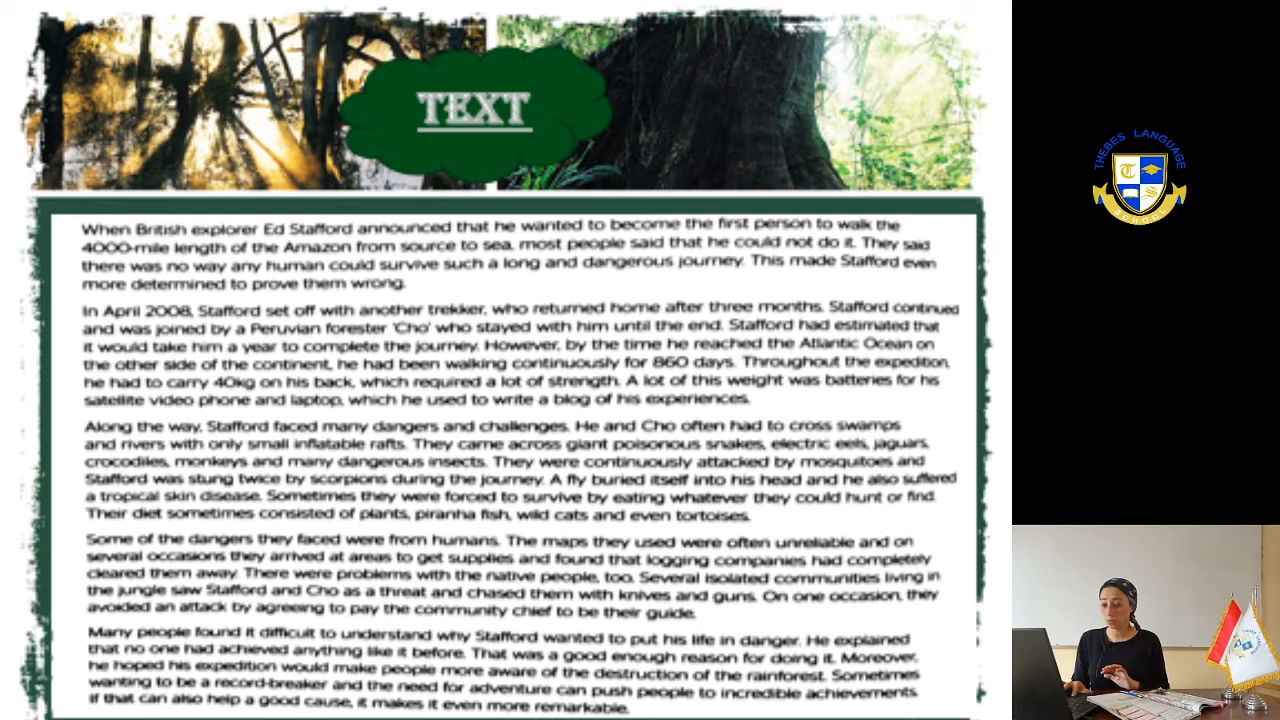 TEXT
When British explorer Ed Stafford announced that he wanted to become the first person to walk the
4000-mile length of the Amazon from source to sea, most people said that he could not do it. They said
there was no way any human could survive such a long and dangerous journey. This made Stafford even
more determined to prove them wrong.
In April 2008, Stafford set off with another trekker, who returned home after three months. Stafford continued
and was joined by a Peruvian forester 'Cho' who stayed with him until the end. Stafford had estimated that
it would take him a year to complete the journey. However, by the time he reached the Atlantic Ocean on
the other side of the continent, he had been walking continuously for 860 days. Throughout the expedition,
he had to carry 40kg on his back, which required a lot of strength. A lot of this weight was batteries for his
satellite video phone and laptop, which he used to write a blog of his experiences.
Along the way, Stafford faced many dangers and challenges. He and Cho often had to cross swamps
and rivers with only small inflatable rafts. They came across giant poisonous snakes, electric eels, jaguars,
crocodiles, monkeys and many dangerous insects. They were continuously attacked by mosquitoes and
Stafford was stung twice by scorpions during the journey. A fly buried itself into his head and he also suffered
a tropical skin disease. Sometimes they were forced to survive by eating whatever they could hunt or find.
Their diet sometimes consisted of plants, piranha fish, wild cats and even tortoises.
Some of the dangers they faced were from humans. The maps they used were often unreliable and on
several occasions they arrived at areas to get supplies and found that logging companies had completely
cleared them away. There were problems with the native people, too. Several isolated communities living in
the jungle saw Stafford and Cho as a threat and chased them with knives and guns. On one occasion, they
avoided an attack by agreeing to pay the community chief to be their guide.
Many people found it difficult to understand why Stafford wanted to put his life in danger. He explained
that no one had achieved anything like it before. That was a good enough reason for doing it. Moreover,
he hoped his expedition would make people more aware of the destruction of the rainforest. Sometimes
wanting to be a record-breaker and the need for adventure can push people to incredible achievements.
If that can also help a good cause, it makes it even more remarkable.
THEBES LANGUAGE
T
S
SCHOOL